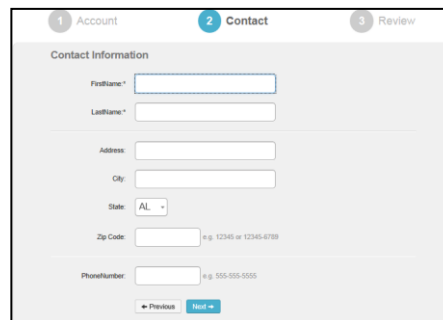 1 Account 2 Contact 3 Review
Contact Information
FirstName:*
LastName:*
Address:
City:
State: AL
Zip Code: e.g. 12345 or 12345-6789
PhoneNumber: e.g. 555-555-5555
← Previous Next →